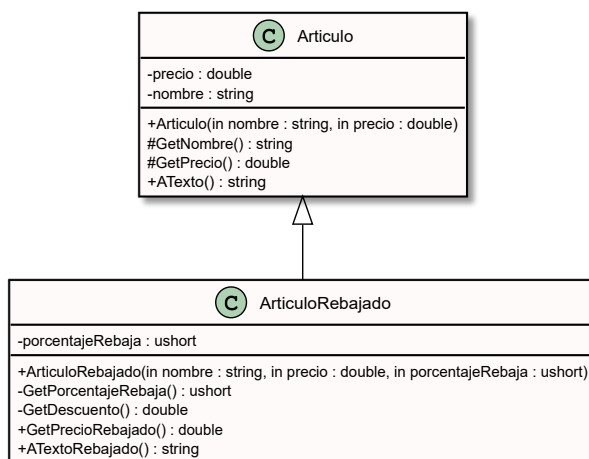 C Articulo
-precio : double
-nombre : string
+Articulo(in nombre : string, in precio : double)
#GetNombre() : string
#GetPrecio() : double
+ATexto() : string
C ArticuloRebajado
-porcentajeRebaja : ushort
+ArticuloRebajado(in nombre : string, in precio : double, in porcentajeRebaja : ushort)
-GetPorcentajeRebaja() : ushort
-GetDescuento() : double
+GetPrecioRebajado() : double
+ATextoRebajado() : string